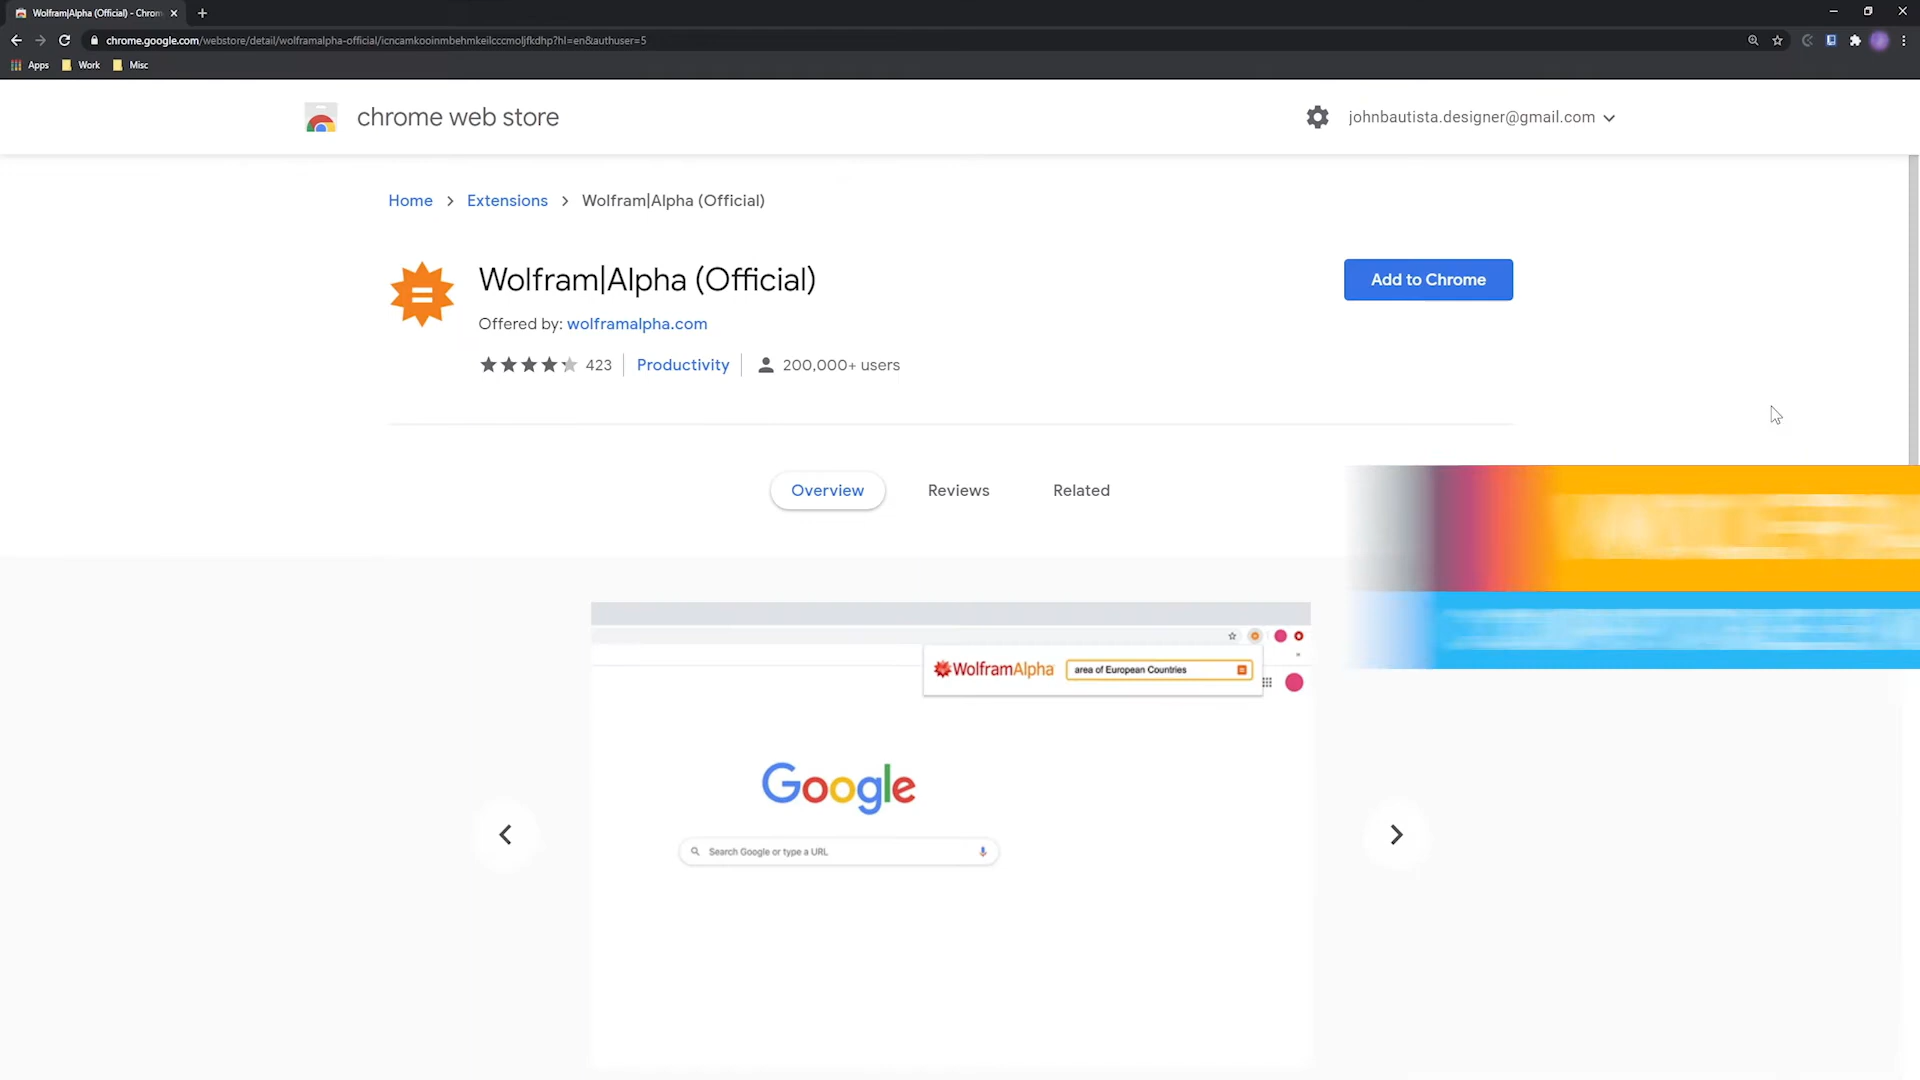 Wolfram|Alpha (Official) - Chrom
chrome.google.com/webstore/detail/wolframalpha-official/icncamkooinmbehmkeilcccmoljfkdhp?hl=en&authuser=5
Apps Work Misc
chrome web store
johnbautista.designer@gmail.com
Home > Extensions > Wolfram|Alpha (Official)
Wolfram|Alpha (Official)
Add to Chrome
Offered by: wolframalpha.com
423 Productivity 200,000+ users
Overview Reviews Related
WolframAlpha area of European Countries
Google
Search Google or type a URL